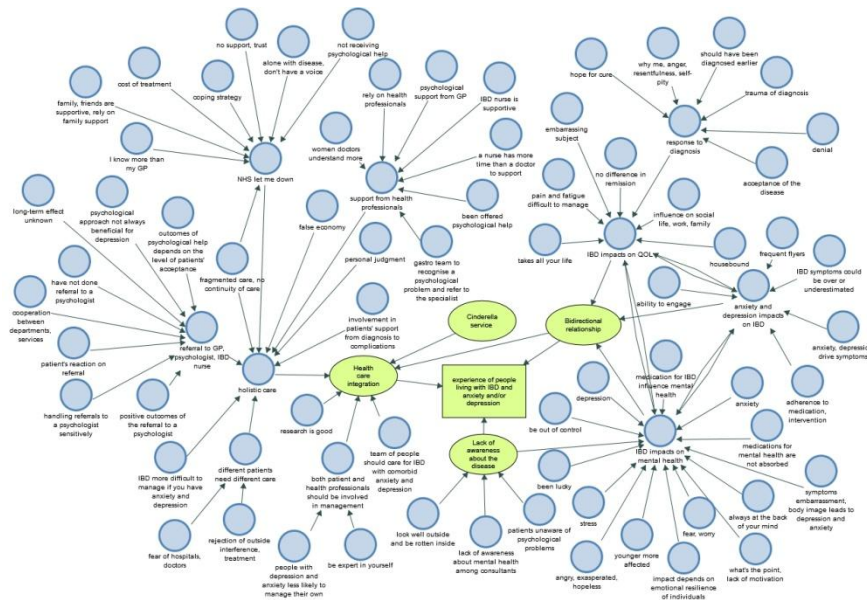 no support, trust
alone with disease,
don't have a voice
not receiving
psychological help
cost of treatment
coping strategy
family, friends are
supportive, rely on
family support
I know more than
my GP
NHS let me down
rely on health
professionals
psychological
support from GP
IBD nurse is
supportive
women doctors
understand more
a nurse has more
time than a doctor
to support
support from health
professionals
been offered
psychological help
gastro team to
recognise a
psychological
problem and refer to
the specialist
hope for cure
why me, anger,
resentfulness, self-
pity
should have been
diagnosed earlier
trauma of diagnosis
response to
diagnosis
denial
acceptance of the
disease
embarrassing
subject
no difference in
remission
pain and fatigue
difficult to manage
influence on social
life, work, family
takes all your life
IBD impacts on QOL
housebound
frequent flyers
IBD symptoms could
be over or
underestimated
ability to engage
anxiety and
depression impacts
on IBD
anxiety, depression
drive symptoms
adherence to
medication,
intervention
long-term effect
unknown
psychological
approach not always
beneficial for
depression
outcomes of
psychological help
depends on the
level of patients'
acceptance
fragmented care, no
continuity of care
false economy
personal judgment
have not done
referral to a
psychologist
cooperation
between
departments,
services
patient's reaction on
referral
handling referrals to
a psychologist
sensitively
positive outcomes of
the referral to a
psychologist
referral to GP,
psychologist, IBD
nurse
holistic care
involvement in
patients' support
from diagnosis to
complications
Cinderella
service
Bidirectional
relationship
Health
care
integration
experience of people
living with IBD and
anxiety and/or
depression
Lack of
awareness
about the
disease
research is good
both patient and
health professionals
should be involved
in management
team of people
should care for IBD
with comorbid
anxiety and
depression
IBD more difficult to
manage if you have
anxiety and
depression
different patients
need different care
fear of hospitals,
doctors
rejection of outside
interference,
treatment
people with
depression and
anxiety less likely to
manage their own
be expert in yourself
look well outside
and be rotten inside
lack of awareness
about mental health
among consultants
patients unaware of
psychological
problems
medication for IBD
influence mental
health
depression
be out of control
been lucky
stress
angry, exasperated,
hopeless
younger more
affected
impact depends on
emotional resilience
of individuals
fear, worry
what's the point,
lack of motivation
always at the back
of your mind
symptoms
embarrassment,
body image leads to
depression and
anxiety
medications for
mental health are
not absorbed
anxiety
IBD impacts on
mental health